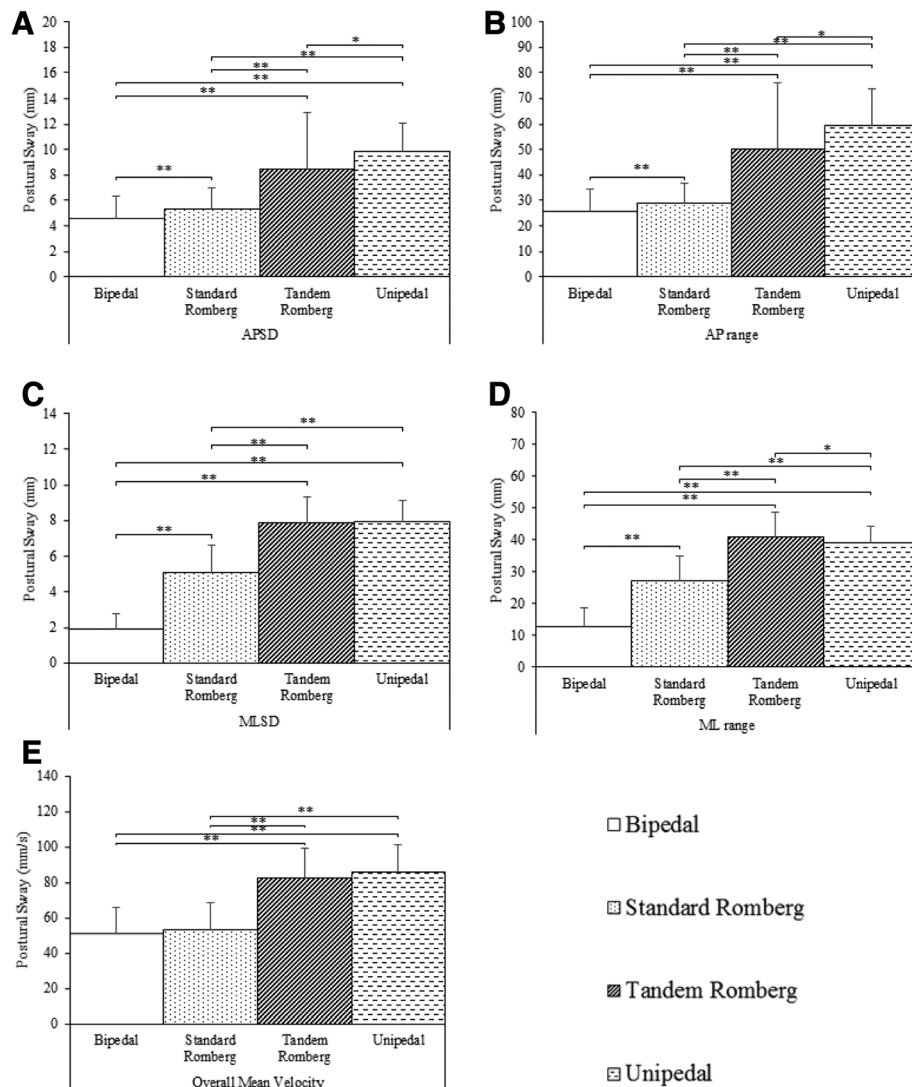 A
Postural Sway (mm)
20
18
16
14
12
10
8
6
4
2
0
*
**
**
**
**
**
Bipedal
Standard
Romberg
Tandem
Romberg
Unipedal
APSD
B
Postural Sway (mm)
100
90
80
70
60
50
40
30
20
10
0
*
**
**
**
**
**
Bipedal
Standard
Romberg
Tandem
Romberg
Unipedal
AP range
C
Postural Sway (mm)
14
12
10
8
6
4
2
0
**
**
**
**
**
Bipedal
Standard
Romberg
Tandem
Romberg
Unipedal
MLSD
D
Postural Sway (mm)
80
70
60
50
40
30
20
10
0
*
**
**
**
**
**
Bipedal
Standard
Romberg
Tandem
Romberg
Unipedal
ML range
E
Postural Sway (mm/s)
140
120
100
80
60
40
20
0
**
**
**
**
Bipedal
Standard
Romberg
Tandem
Romberg
Unipedal
Overall Mean Velocity
Bipedal
Standard Romberg
Tandem Romberg
Unipedal